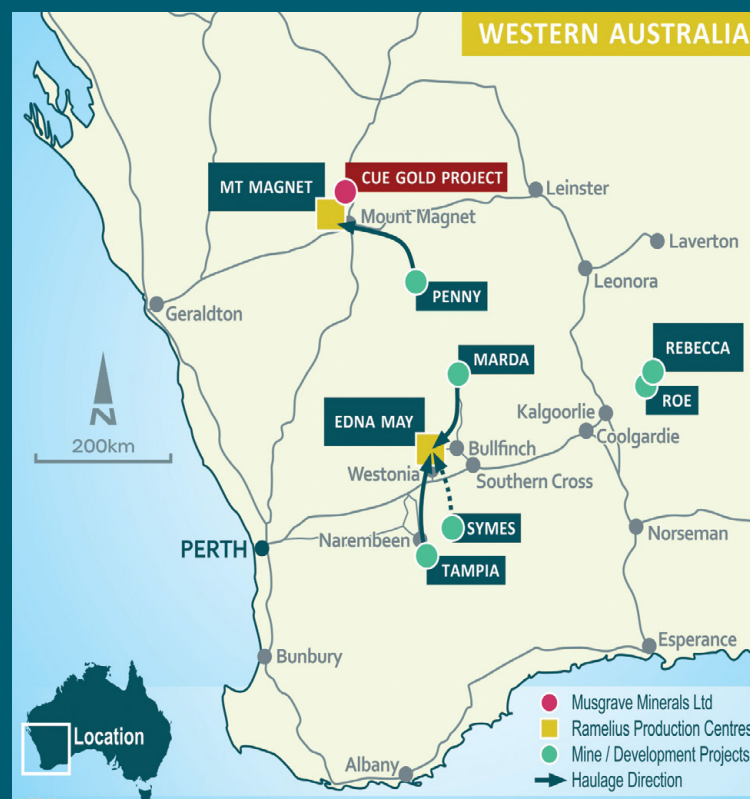 WESTERN AUSTRALIA
CUE GOLD PROJECT
MT MAGNET
Mount Magnet
Leinster
Laverton
Leonora
PENNY
Geraldton
REBECCA
ROE
MARDA
N
200km
EDNA MAY
Kalgoorlie
Coolgardie
Bullfinch
Westonia
Southern Cross
SYMES
Norseman
PERTH
Narembeen
TAMPIA
Esperance
Bunbury
Location
Albany
Musgrave Minerals Ltd
Ramelius Production Centres
Mine / Development Projects
Haulage Direction